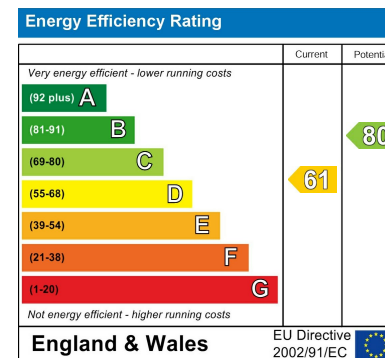 Energy Efficiency Rating
Current Potenti
Very energy efficient - lower running costs
(92 plus) A
(81-91) B
80
(69-80) C
61
(55-68) D
(39-54) E
(21-38) F
(1-20) G
Not energy efficient - higher running costs
England & Wales
EU Directive
2002/91/EC